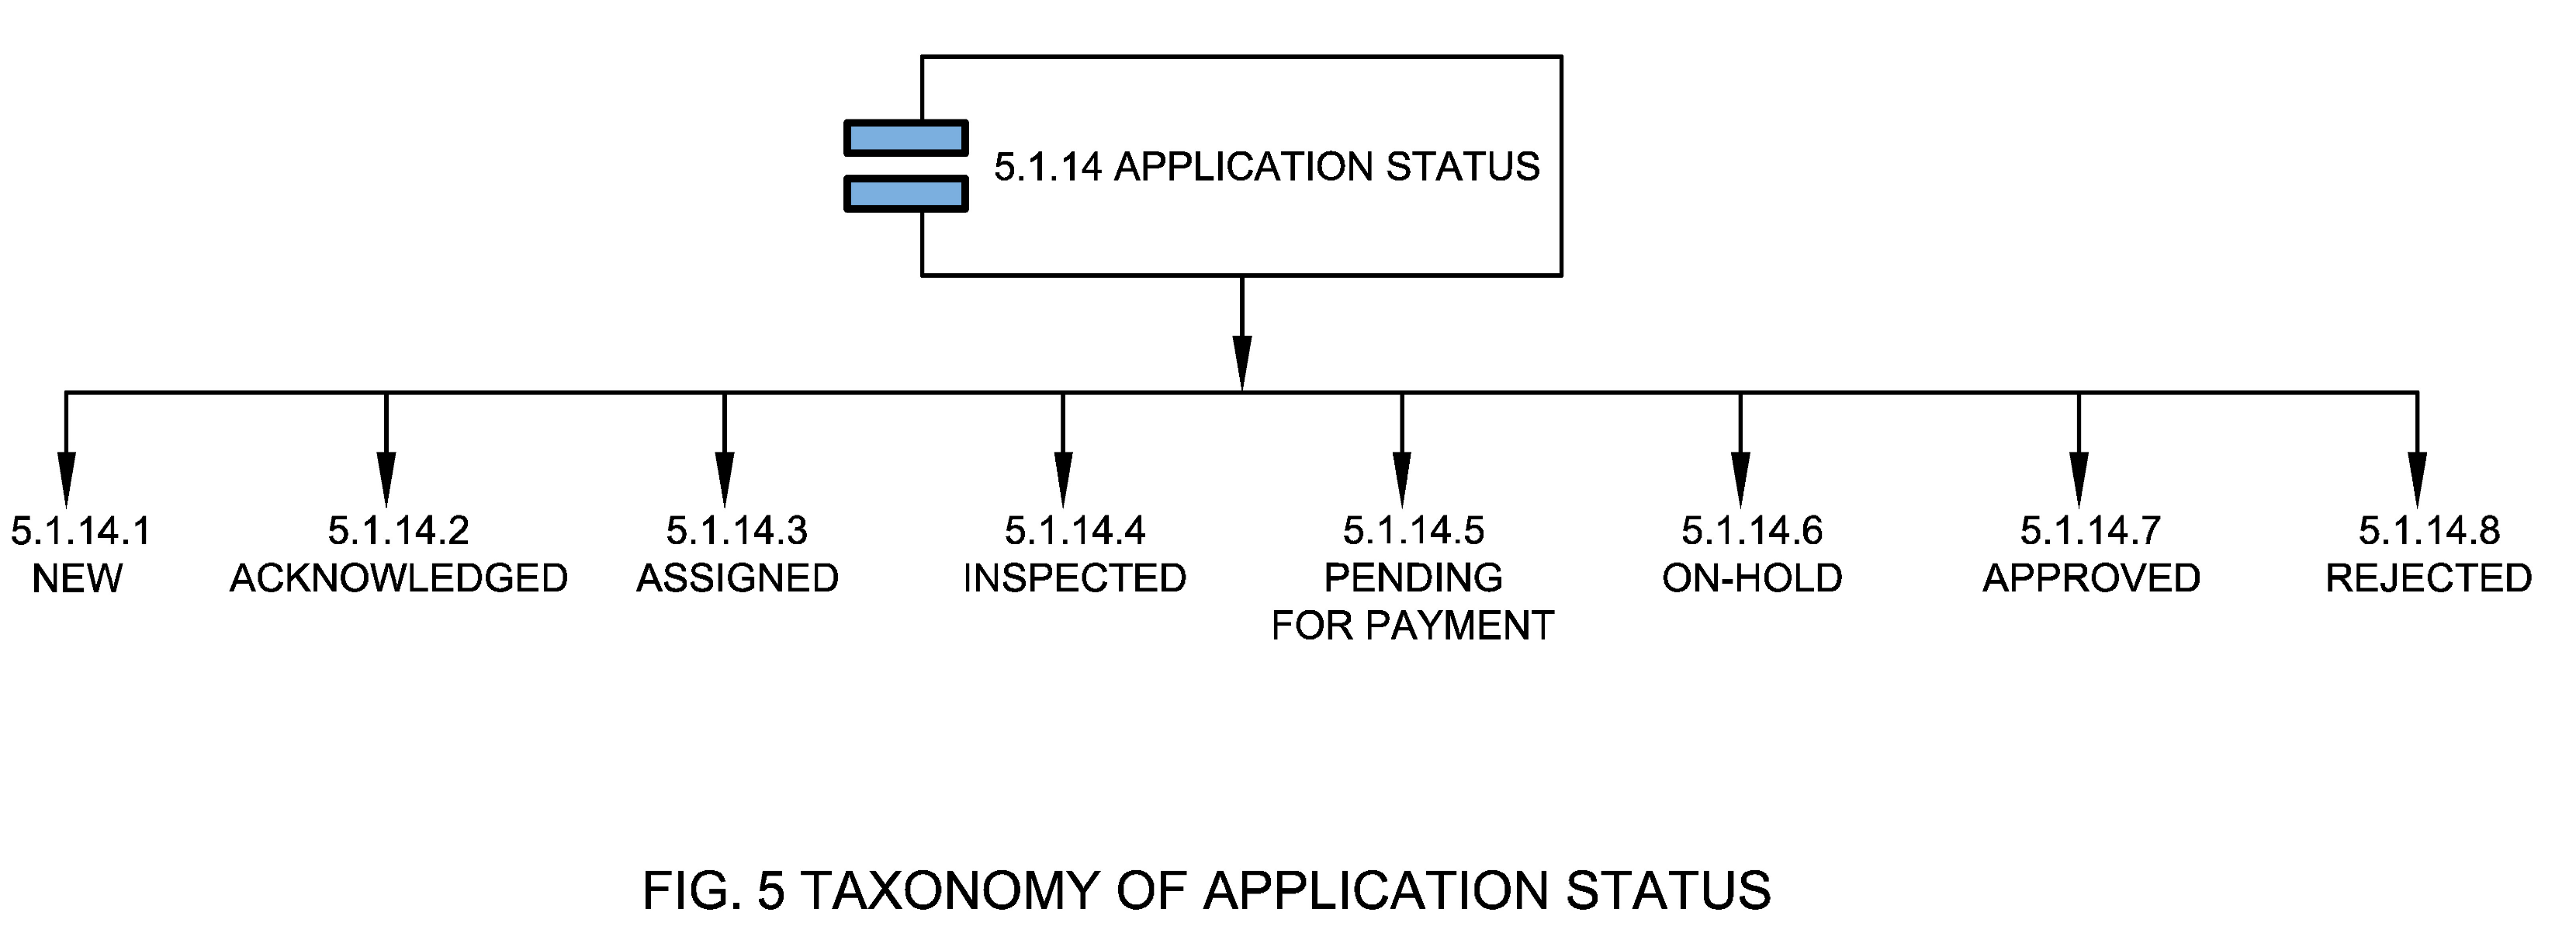 5.1.14 APPLICATION STATUS
5.1.14.1
NEW
5.1.14.2
ACKNOWLEDGED
5.1.14.3
ASSIGNED
5.1.14.4
INSPECTED
5.1.14.5
PENDING
FOR PAYMENT
5.1.14.6
ON-HOLD
5.1.14.7
APPROVED
5.1.14.8
REJECTED
FIG. 5 TAXONOMY OF APPLICATION STATUS